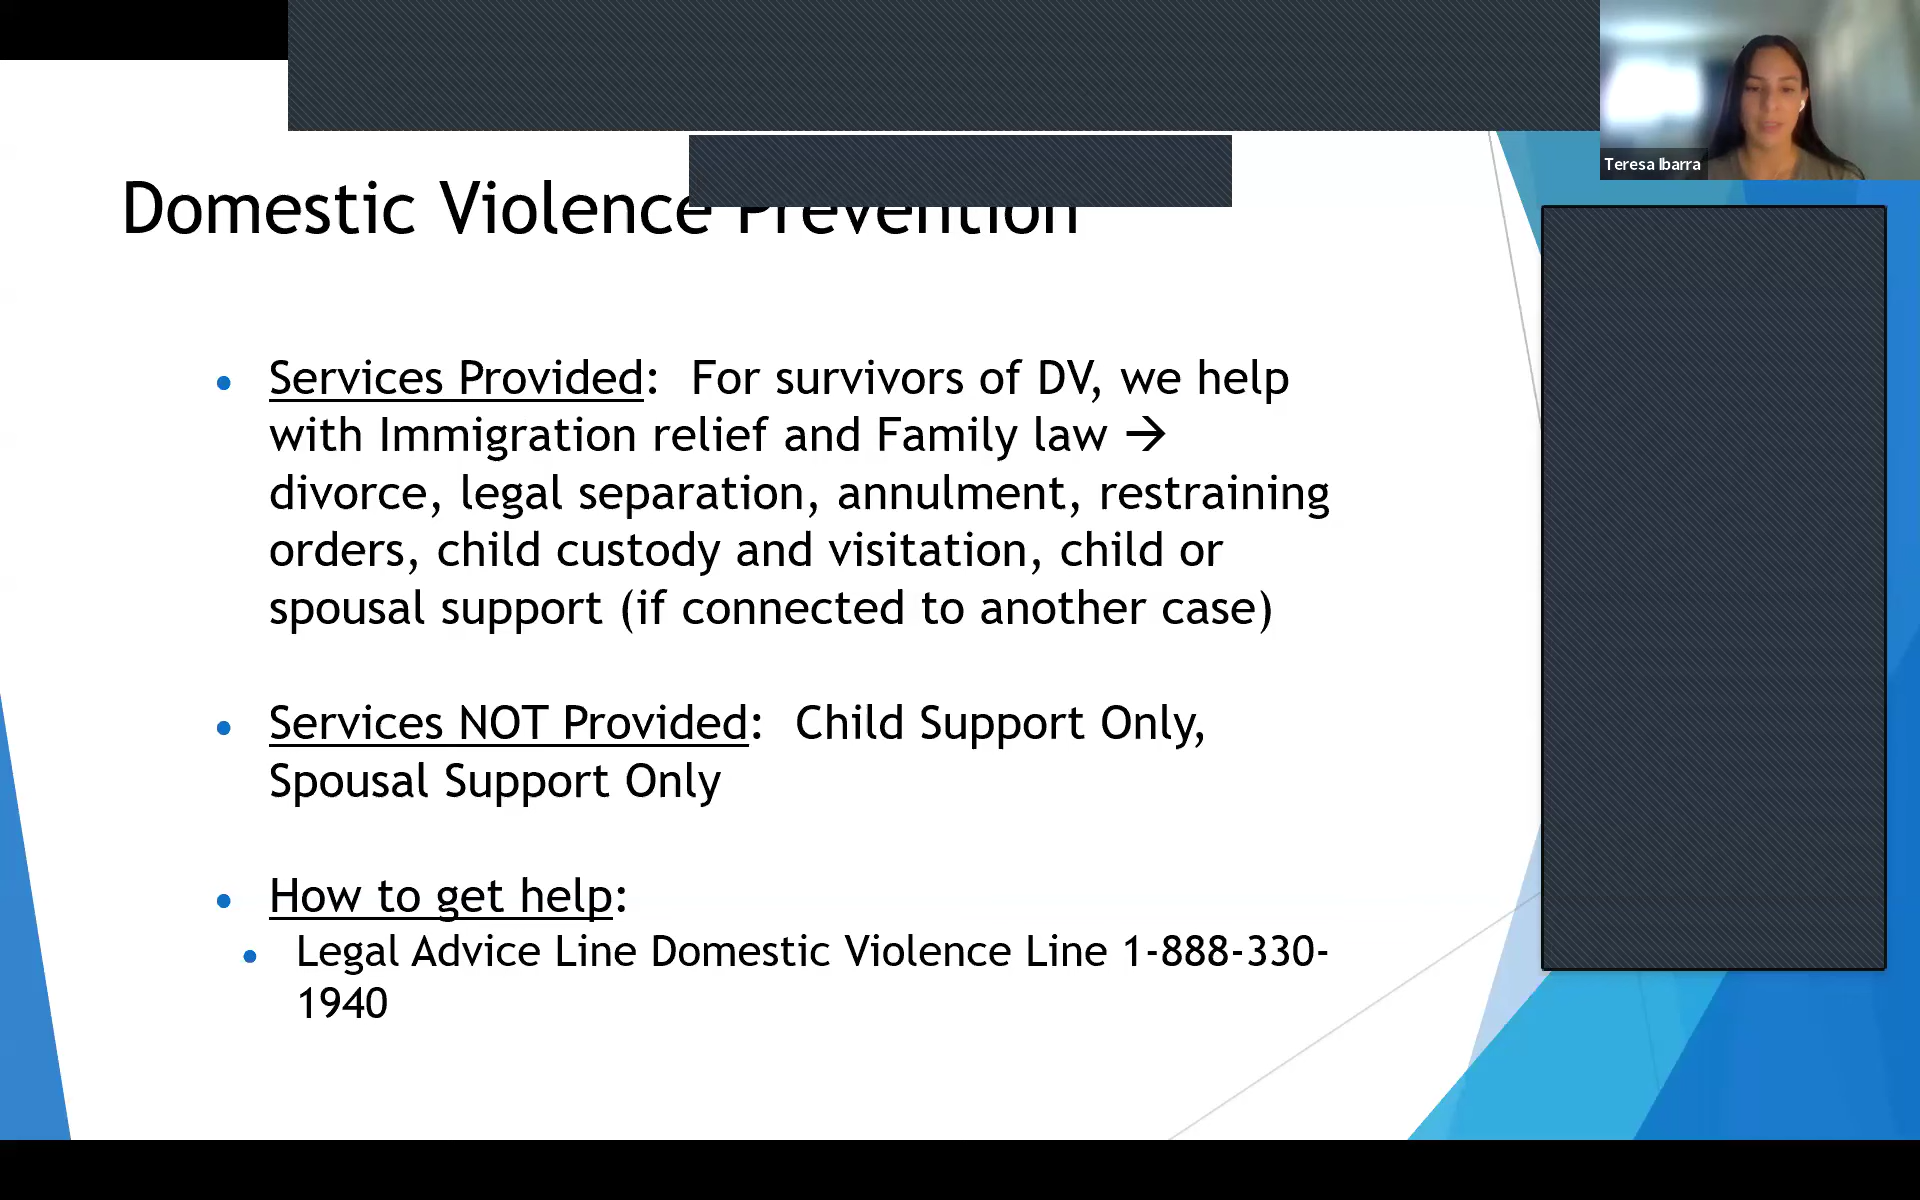 Teresa Ibarra
Domestic Violence Prevention
• Services Provided:  For survivors of DV, we help
with Immigration relief and Family law →
divorce, legal separation, annulment, restraining
orders, child custody and visitation, child or
spousal support (if connected to another case)
• Services NOT Provided:  Child Support Only,
Spousal Support Only
• How to get help:
• Legal Advice Line Domestic Violence Line 1-888-330-
1940